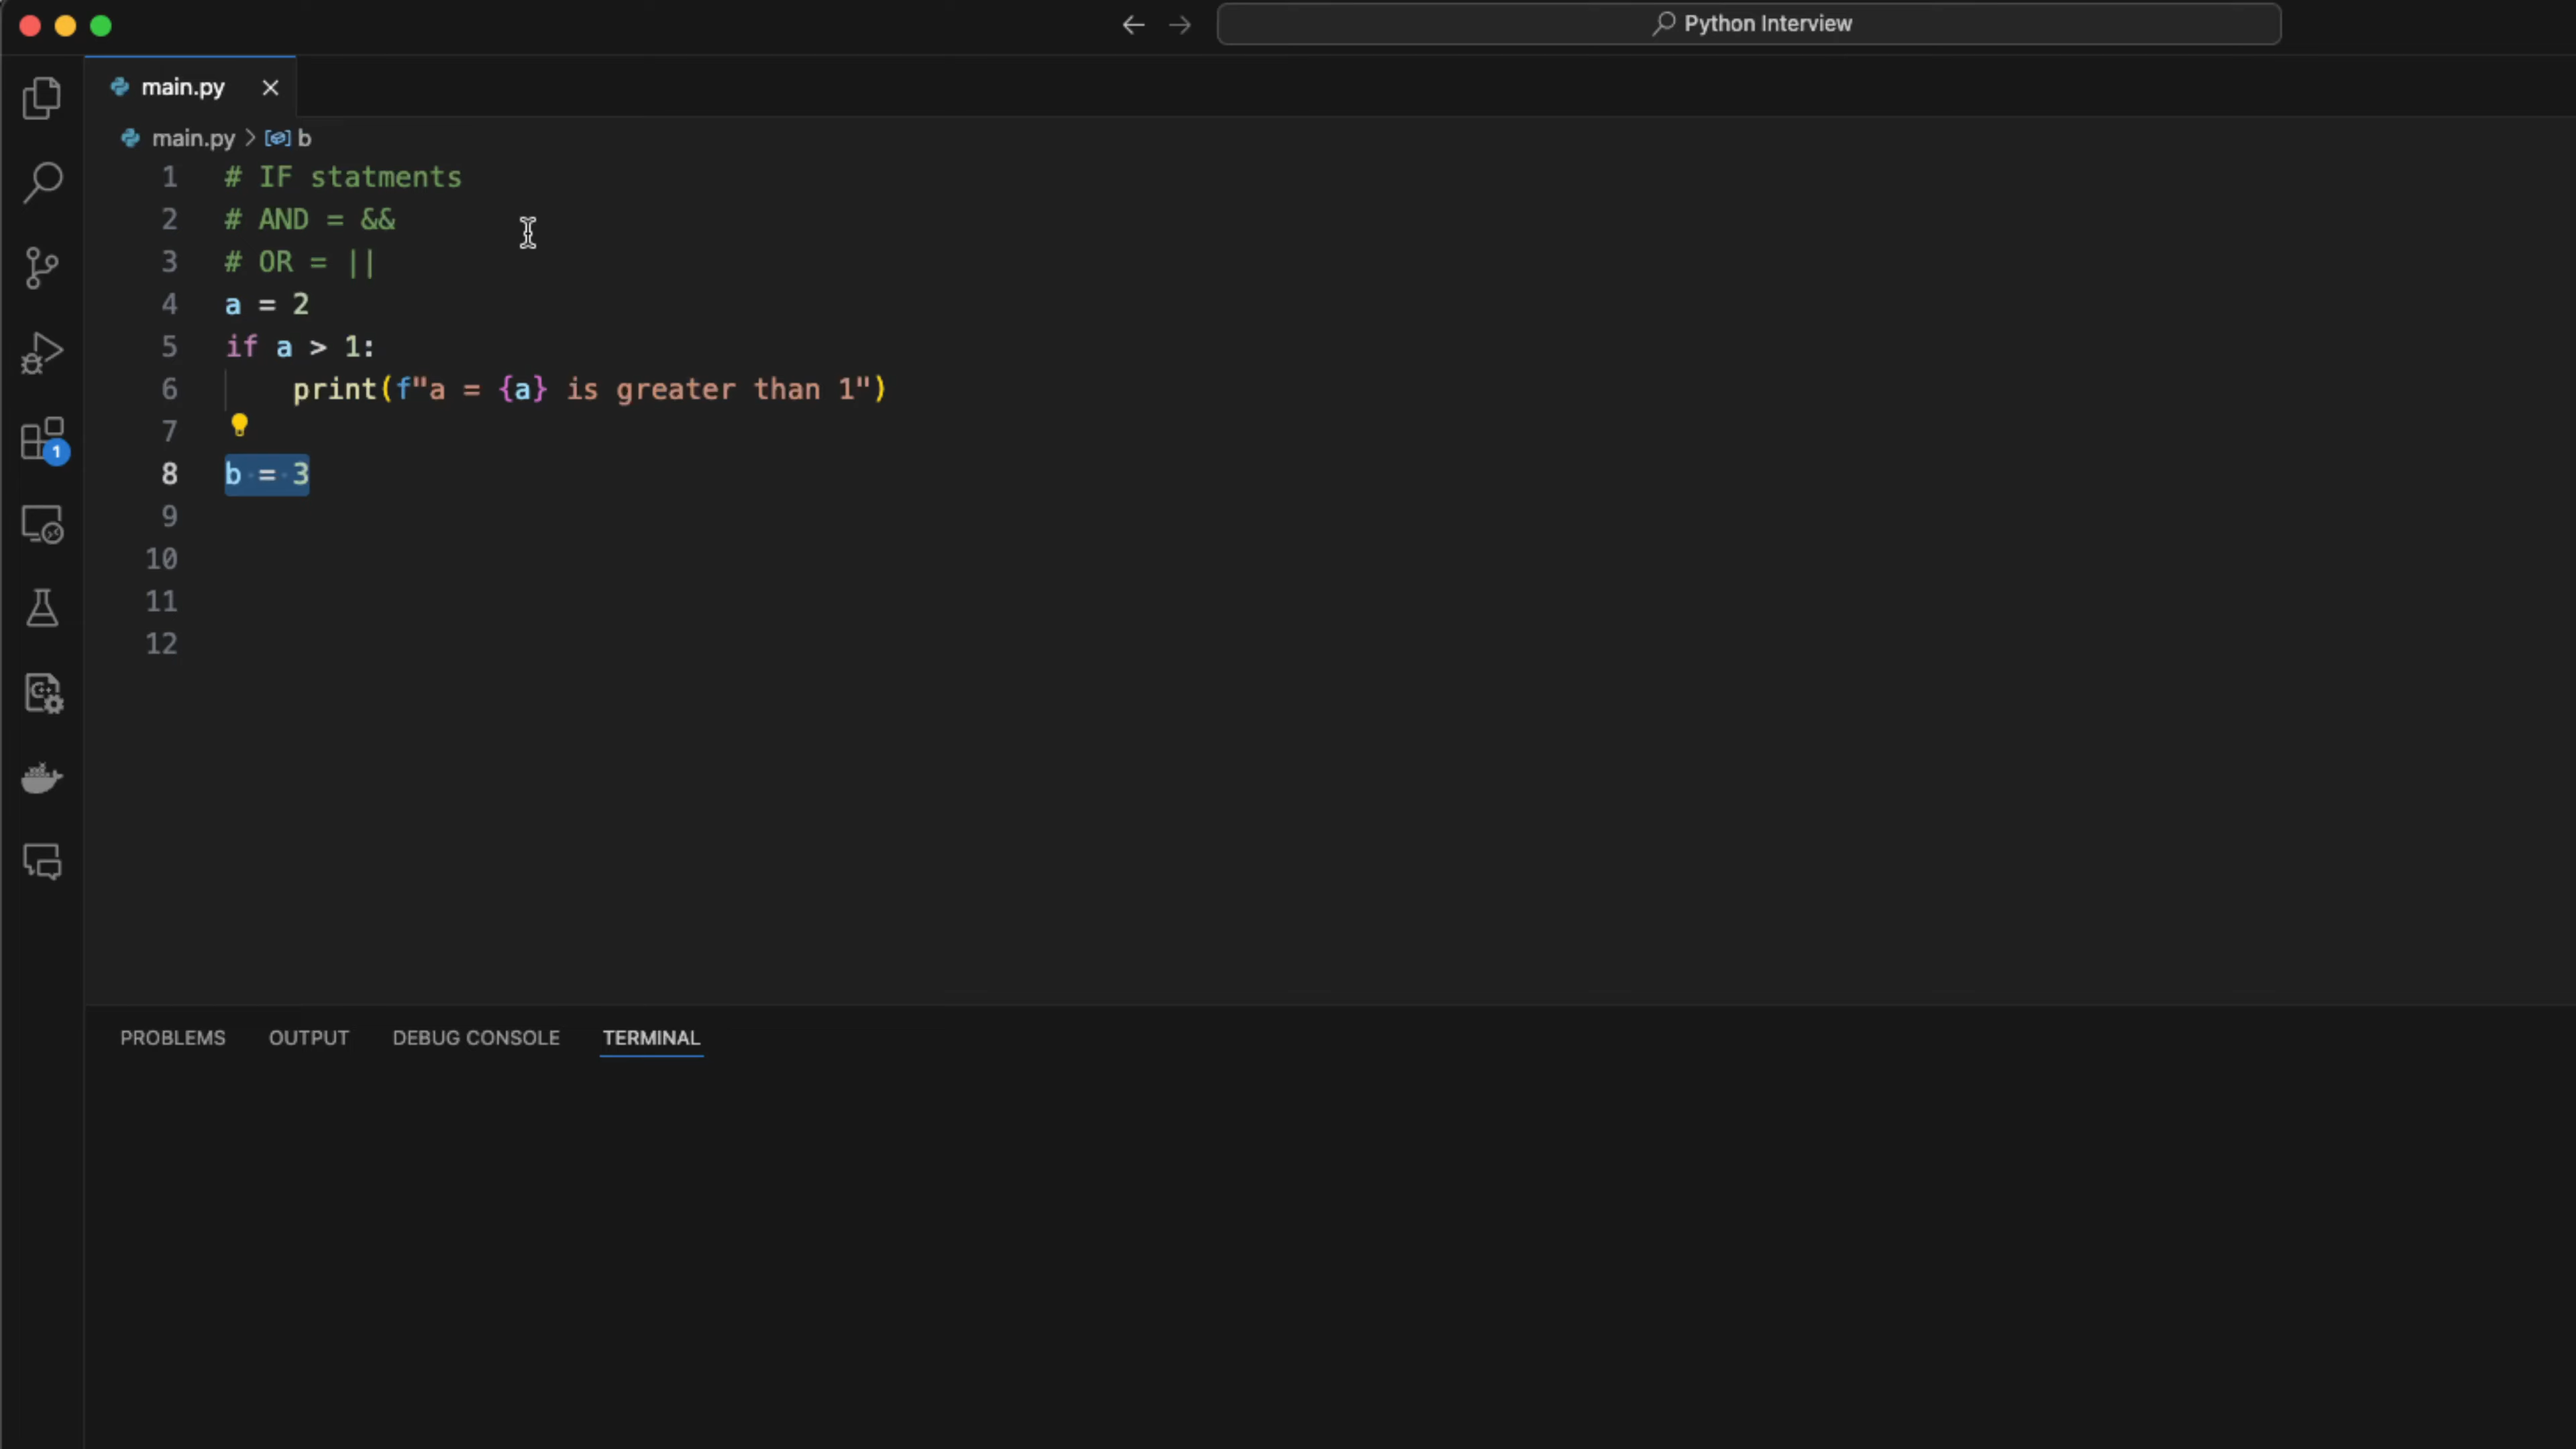 Python Interview
main.py
main.py > b
1 # IF statments
2 # AND = &&
3 # OR = ||
4 a = 2
5 if a > 1:
6     print(f"a = {a} is greater than 1")
7
8 b = 3
9
10
11
12
1
PROBLEMS OUTPUT DEBUG CONSOLE TERMINAL